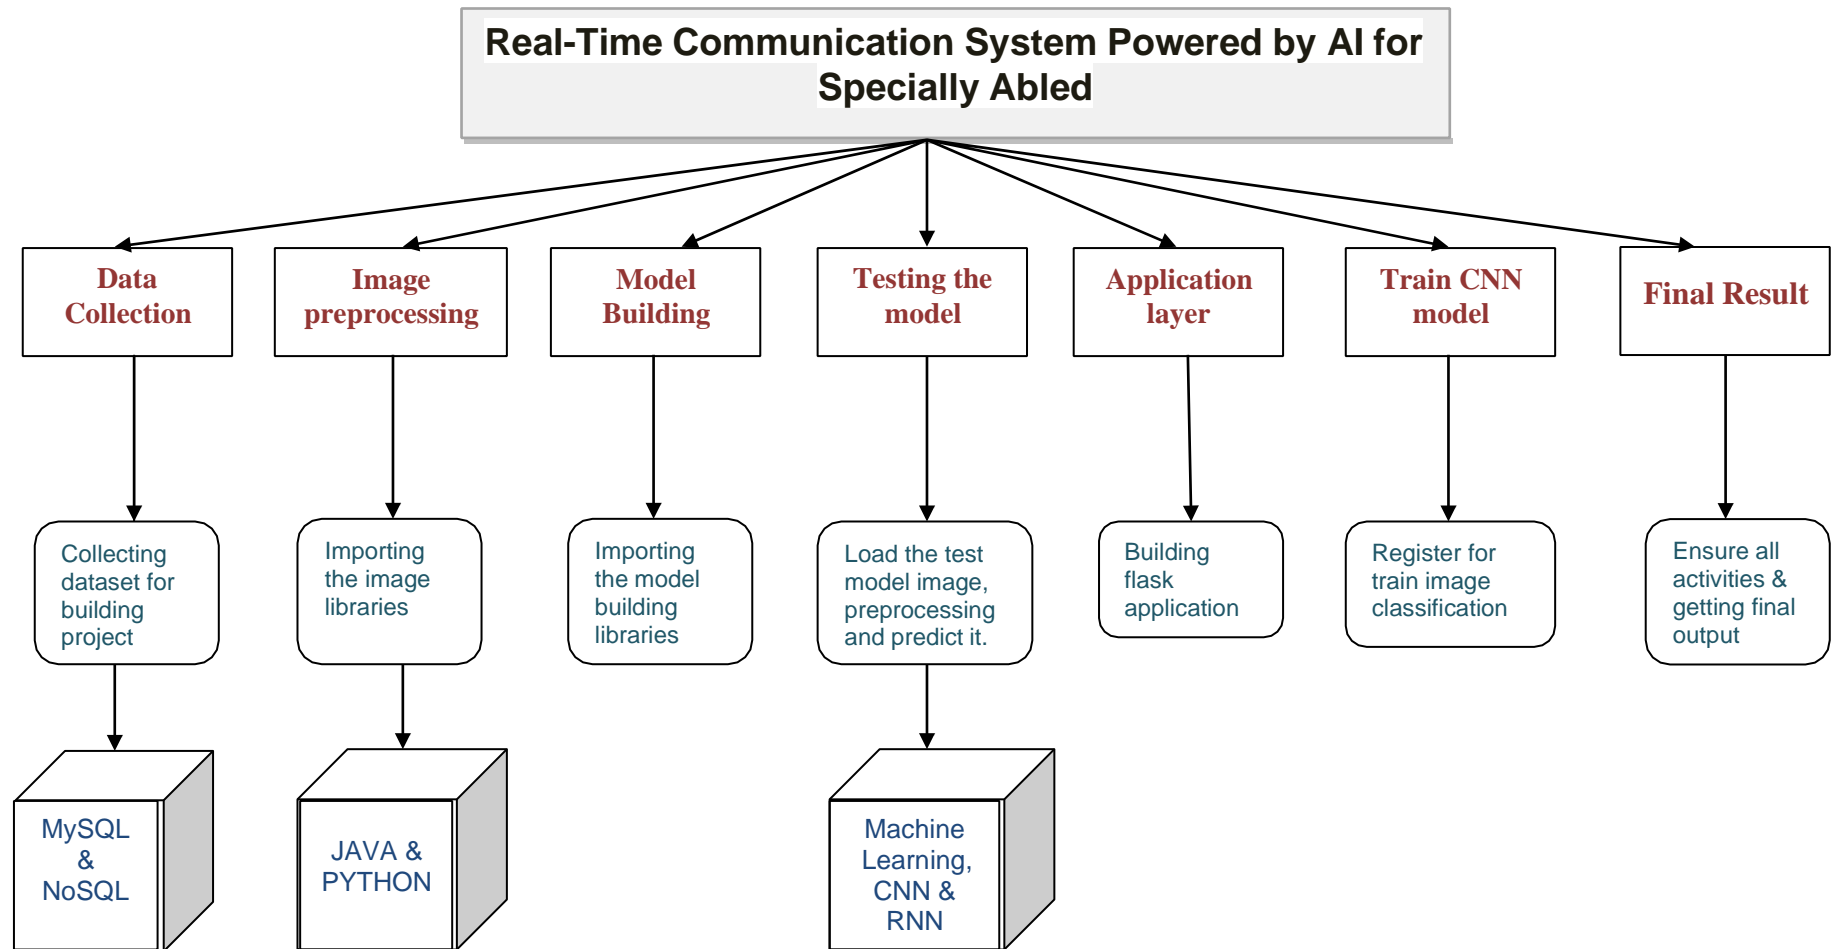 Real-Time Communication System Powered by AI for
Specially Abled
Data
Collection
Image
preprocessing
Model
Building
Testing the
model
Application
layer
Train CNN
model
Final Result
Collecting
dataset for
building
project
Importing
the image
libraries
Importing
the model
building
libraries
Load the test
model image,
preprocessing
and predict it.
Building
flask
application
Register for
train image
classification
Ensure all
activities &
getting final
output
MySQL
&
NoSQL
JAVA &
PYTHON
Machine
Learning,
CNN &
RNN